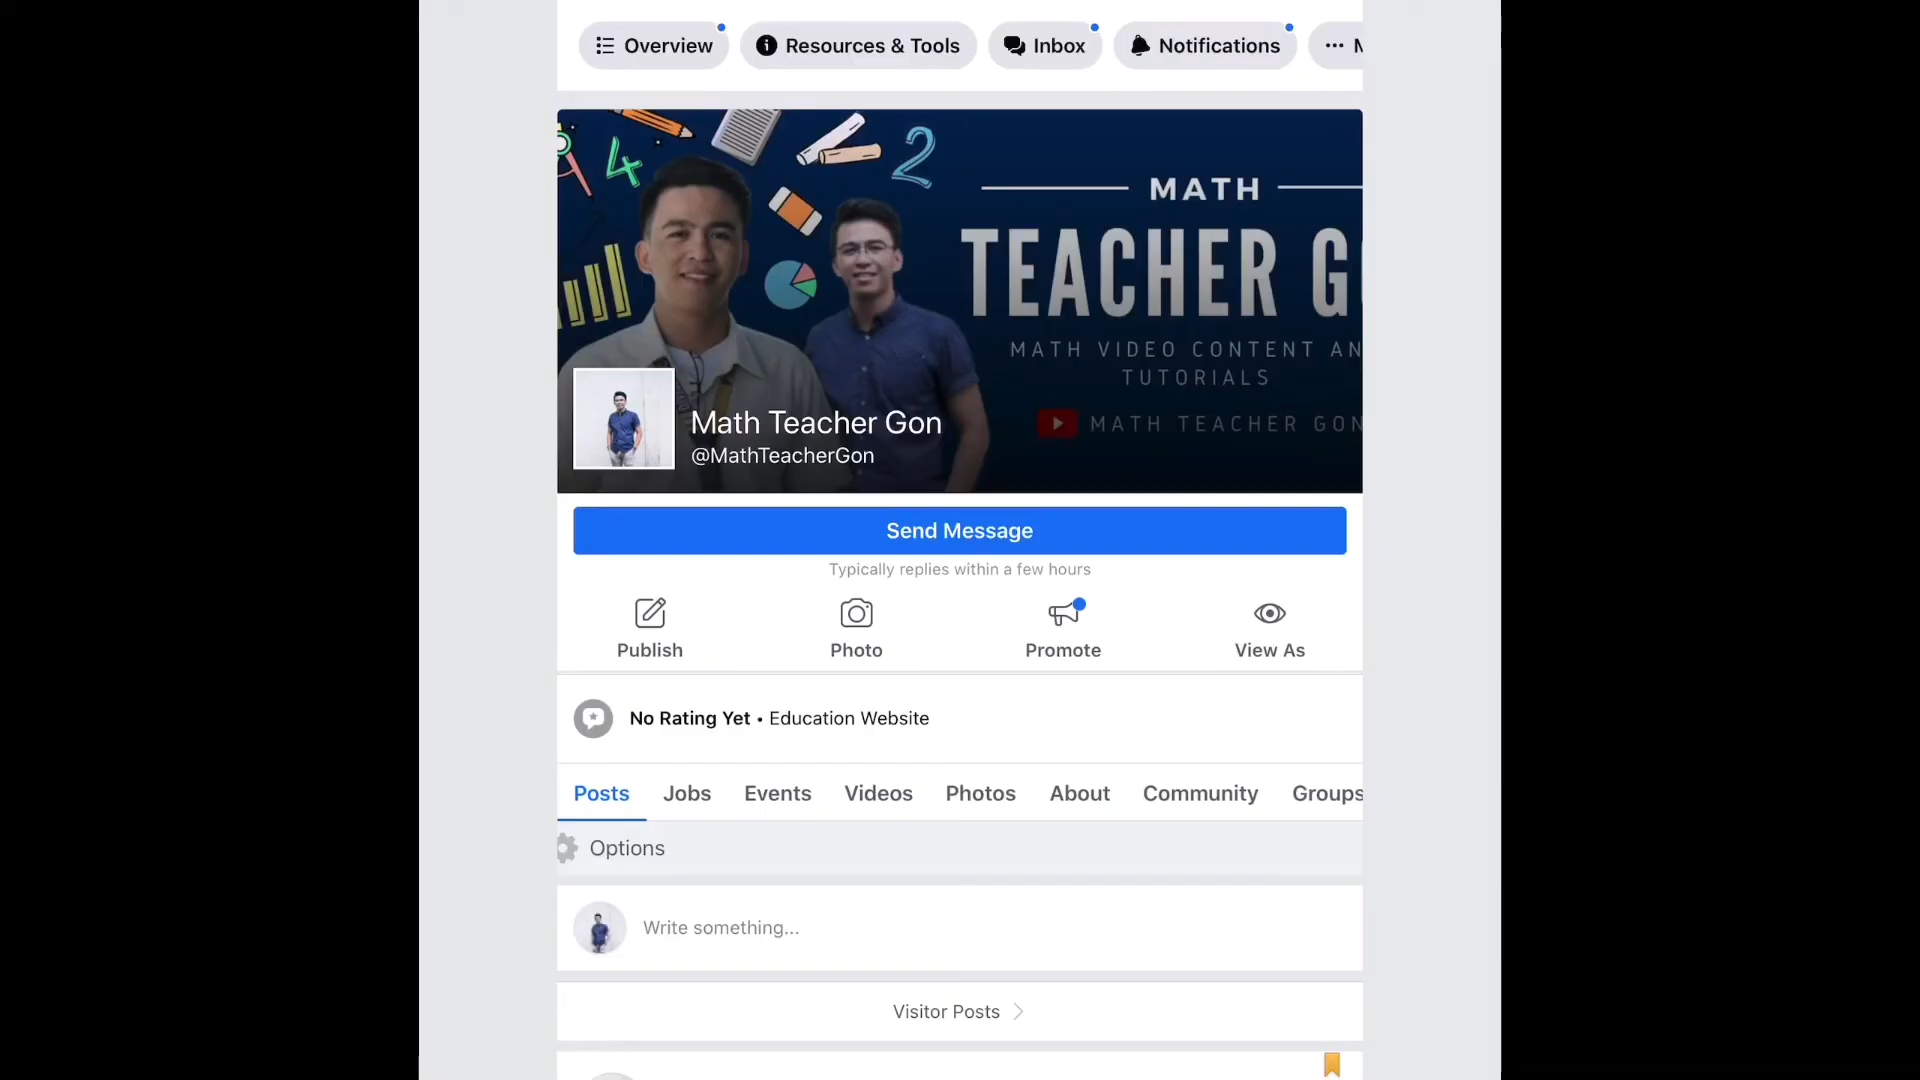 Overview
Resources & Tools
Inbox
Notifications
4
2
MATH
TEACHER G
MATH VIDEO CONTENT AN
TUTORIALS
MATH TEACHER GON
Math Teacher Gon
@MathTeacherGon
Send Message
Typically replies within a few hours
Publish
Photo
Promote
View As
No Rating Yet • Education Website
Posts
Jobs
Events
Videos
Photos
About
Community
Groups
Options
Write something...
Visitor Posts